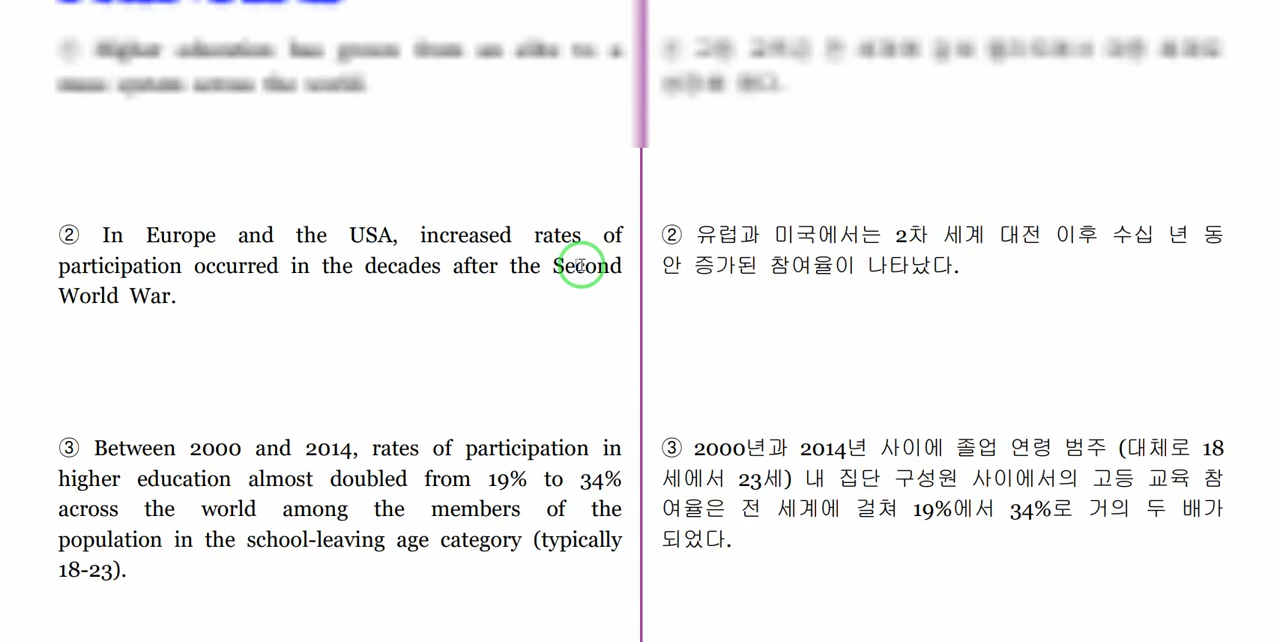 ② In Europe and the USA, increased rates of
participation occurred in the decades after the Second
World War.
③ Between 2000 and 2014, rates of participation in
higher education almost doubled from 19% to 34%
across the world among the members of the
population in the school-leaving age category (typically
18-23).
② 유럽과 미국에서는 2차 세계 대전 이후 수십 년 동
안 증가된 참여율이 나타났다.
③ 2000년과 2014년 사이에 졸업 연령 범주 (대체로 18
세에서 23세) 내 집단 구성원 사이에서의 고등 교육 참
여율은 전 세계에 걸쳐 19%에서 34%로 거의 두 배가
되었다.